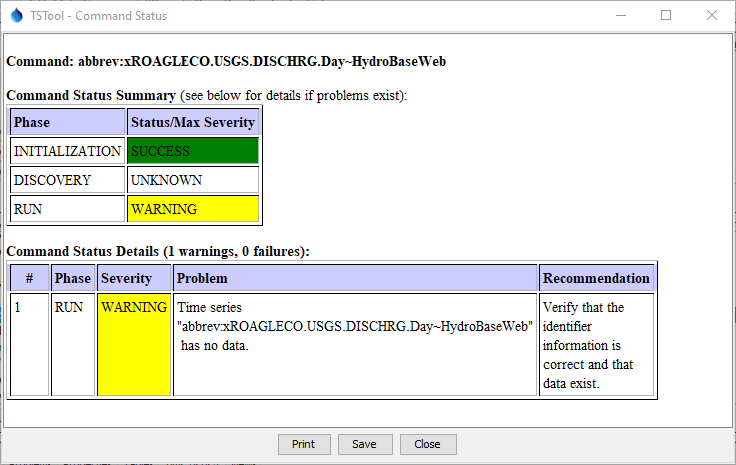 TSTool - Command Status
Command: abbrev:xROAGLECO.USGS.DISCHRG.Day~HydroBaseWeb
Command Status Summary (see below for details if problems exist):
Phase Status/Max Severity
INITIALIZATION SUCCESS
DISCOVERY UNKNOWN
RUN WARNING
Command Status Details (1 warnings, 0 failures):
# Phase Severity Problem Recommendation
1 RUN WARNING Time series
"abbrev:xROAGLECO.USGS.DISCHRG.Day~HydroBaseWeb"
has no data.
Verify that the
identifier
information is
correct and that
data exist.
Print Save Close